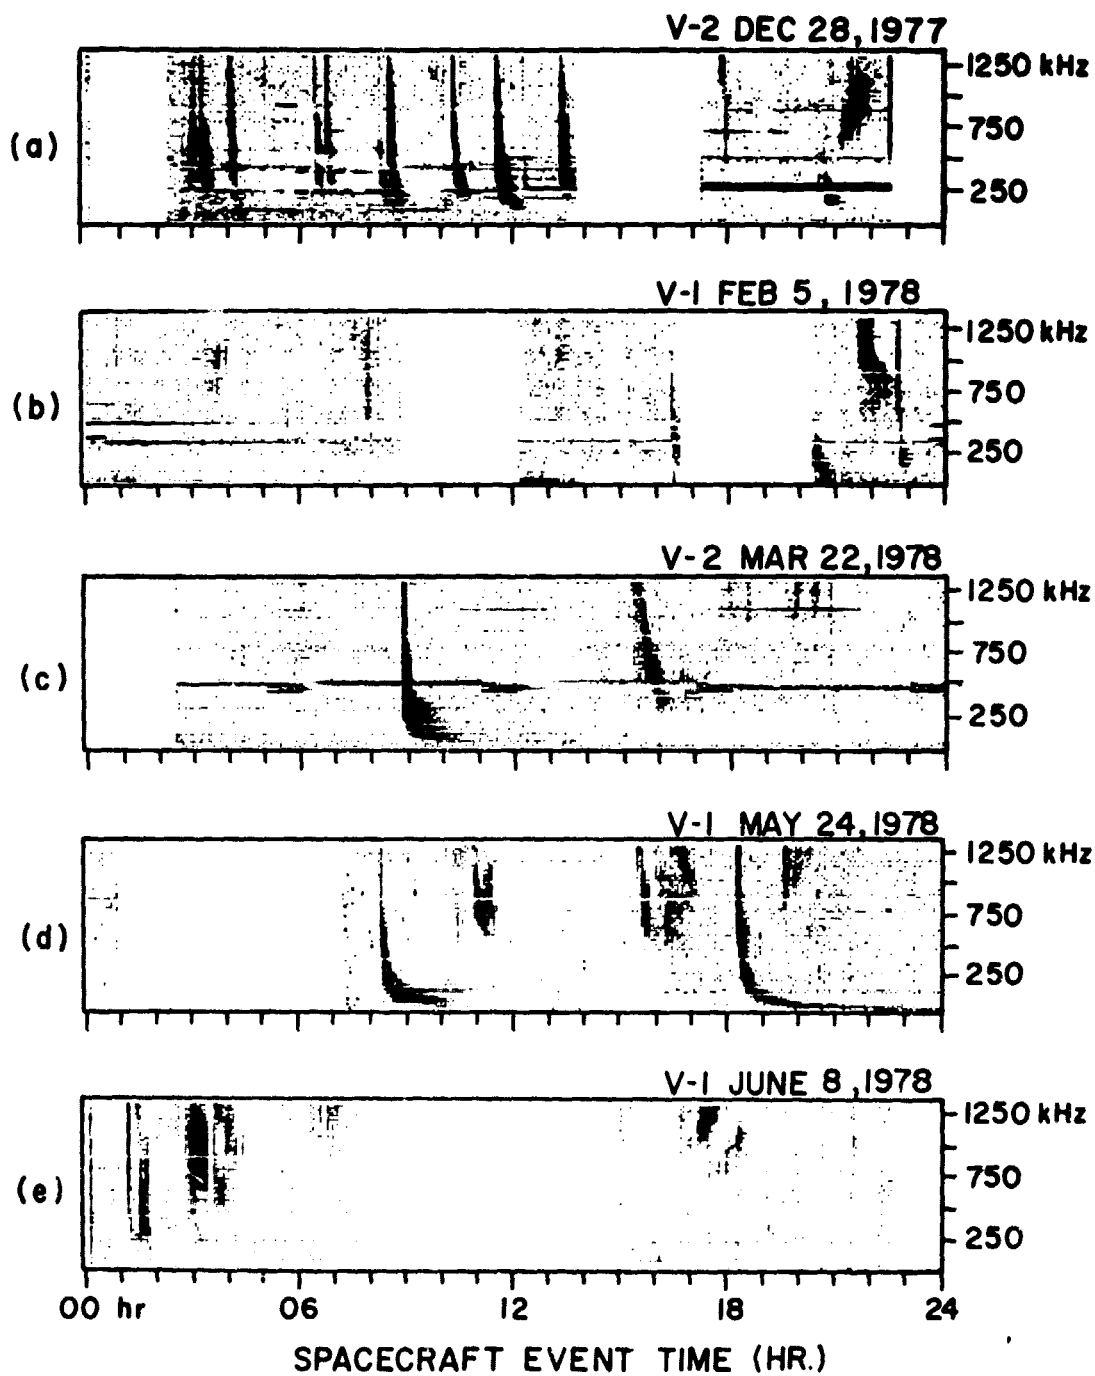 V-2 DEC 28, 1977
1250 kHz
(a)
750
250
V-1 FEB 5, 1978
1250 kHz
(b)
750
250
V-2 MAR 22, 1978
1250 kHz
(c)
750
250
V-1 MAY 24, 1978
1250 kHz
(d)
750
250
V-1 JUNE 8, 1978
1250 kHz
(e)
750
250
00 hr 06 12 18 24
SPACECRAFT EVENT TIME (HR.)